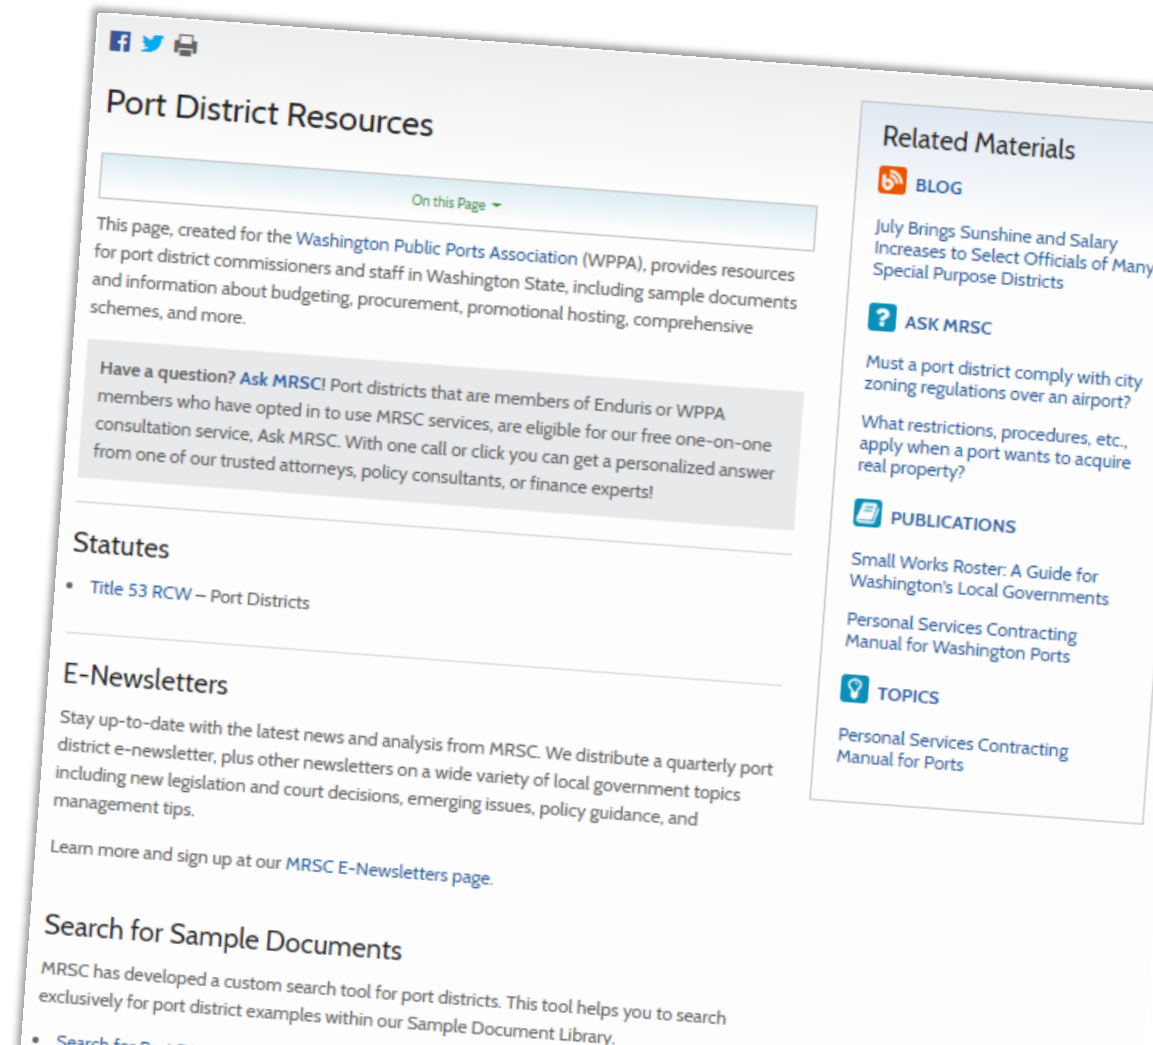 Port District Resources
On this Page
This page, created for the Washington Public Ports Association (WPPA), provides resources
for port district commissioners and staff in Washington State, including sample documents
and information about budgeting, procurement, promotional hosting, comprehensive
schemes, and more.
Have a question? Ask MRSC! Port districts that are members of Enduris or WPPA
members who have opted in to use MRSC services, are eligible for our free one-on-one
consultation service, Ask MRSC. With one call or click you can get a personalized answer
from one of our trusted attorneys, policy consultants, or finance experts!
Statutes
• Title 53 RCW – Port Districts
E-Newsletters
Stay up-to-date with the latest news and analysis from MRSC. We distribute a quarterly port
district e-newsletter, plus other newsletters on a wide variety of local government topics
including new legislation and court decisions, emerging issues, policy guidance, and
management tips.
Learn more and sign up at our MRSC E-Newsletters page.
Search for Sample Documents
MRSC has developed a custom search tool for port districts. This tool helps you to search
exclusively for port district examples within our Sample Document Library.
• Search for
Related Materials
BLOG
July Brings Sunshine and Salary
Increases to Select Officials of Many
Special Purpose Districts
ASK MRSC
Must a port district comply with city
zoning regulations over an airport?
What restrictions, procedures, etc.,
apply when a port wants to acquire
real property?
PUBLICATIONS
Small Works Roster: A Guide for
Washington's Local Governments
Personal Services Contracting
Manual for Washington Ports
TOPICS
Personal Services Contracting
Manual for Ports